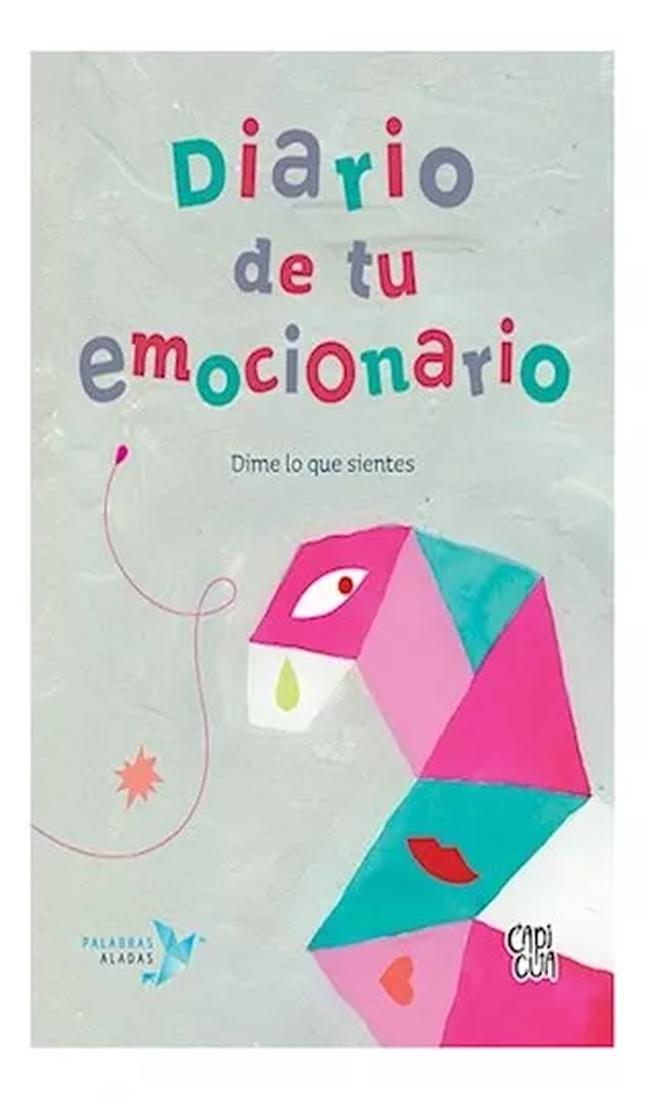 Diario
de tu
emocionario
Dime lo que sientes
PALABRAS
ALADAS
CAPI
CUA